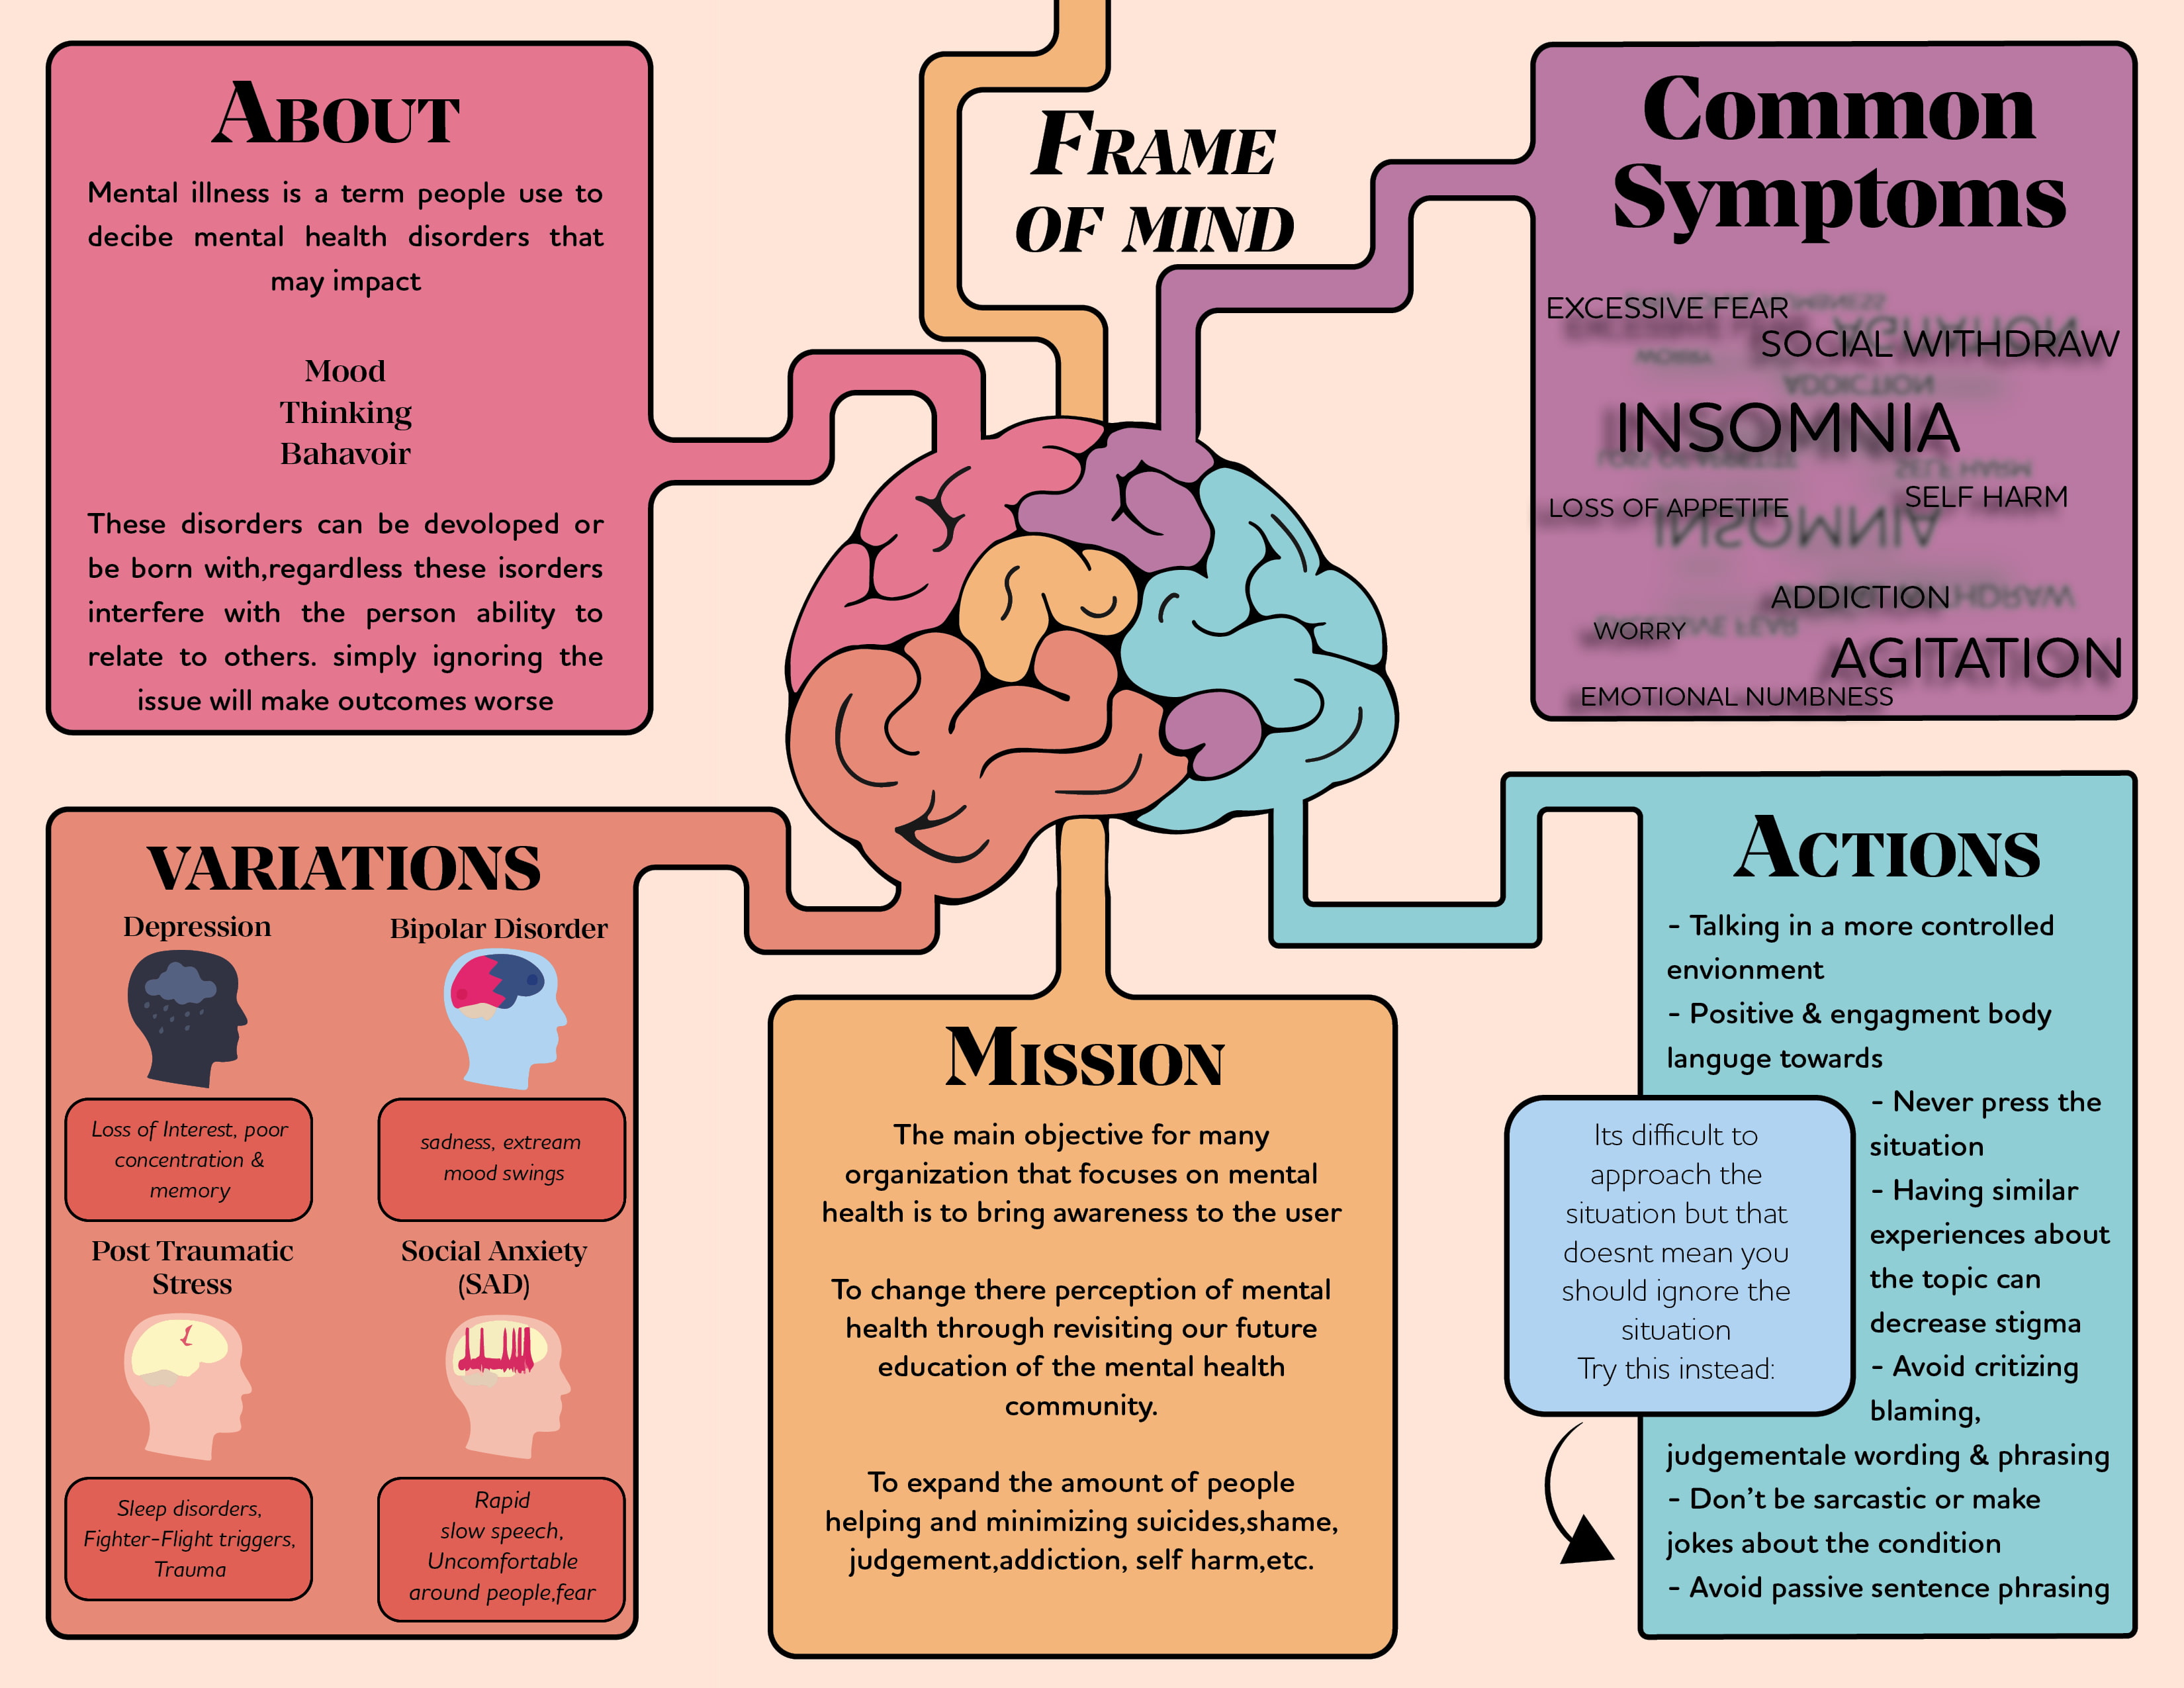 FRAME
OF MIND
ABOUT
Mental illness is a term people use to
decibe mental health disorders that
may impact
Mood
Thinking
Bahavoir
These disorders can be devoloped or
be born with,regardless these isorders
interfere with the person ability to
relate to others. simply ignoring the
issue will make outcomes worse
Common
Symptoms
EXCESSIVE FEAR
SOCIAL WITHDRAW
INSOMNIA
LOSS OF APPETITE
SELF HARM
ADDICTION
WORRY
AGITATION
EMOTIONAL NUMBNESS
VARIATIONS
Depression
Loss of Interest, poor
concentration &
memory
Bipolar Disorder
sadness, extream
mood swings
Post Traumatic
Stress
Sleep disorders,
Fighter-Flight triggers,
Trauma
Social Anxiety
(SAD)
Rapid
slow speech,
Uncomfortable
around people,fear
MISSION
The main objective for many
organization that focuses on mental
health is to bring awareness to the user
To change there perception of mental
health through revisiting our future
education of the mental health
community.
To expand the amount of people
helping and minimizing suicides,shame,
judgement,addiction, self harm,etc.
ACTIONS
Its difficult to
approach the
situation but that
doesnt mean you
should ignore the
situation
Try this instead:
- Talking in a more controlled
envionment
- Positive & engagment body
languge towards
- Never press the
situation
- Having similar
experiences about
the topic can
decrease stigma
- Avoid critizing
blaming,
judgementale wording & phrasing
- Don't be sarcastic or make
jokes about the condition
- Avoid passive sentence phrasing